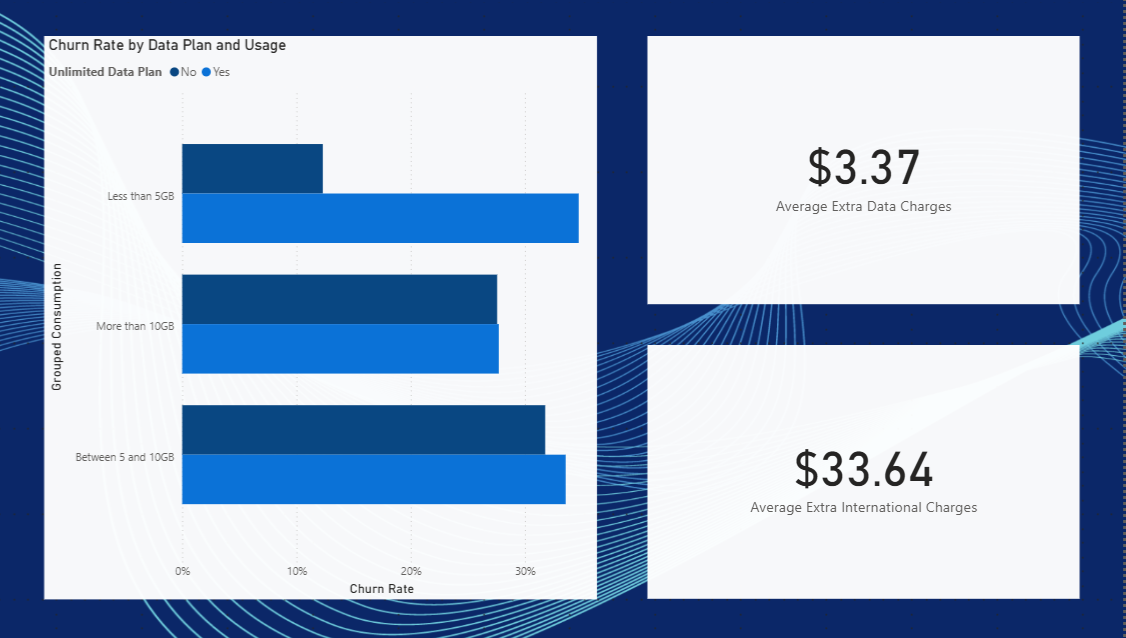 Churn Rate by Data Plan and Usage
Unlimited Data Plan No Yes
Grouped Consumption
Less than 5GB
More than 10GB
Between 5 and 10GB
0% 10% 20% 30%
Churn Rate
$3.37
Average Extra Data Charges
$33.64
Average Extra International Charges